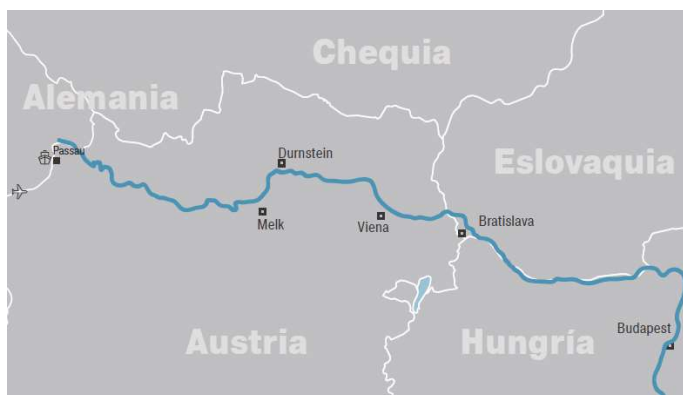 Chequia
Alemania
Passau
Durnstein
Eslovaquia
Melk
Viena
Bratislava
Austria
Hungría
Budapest